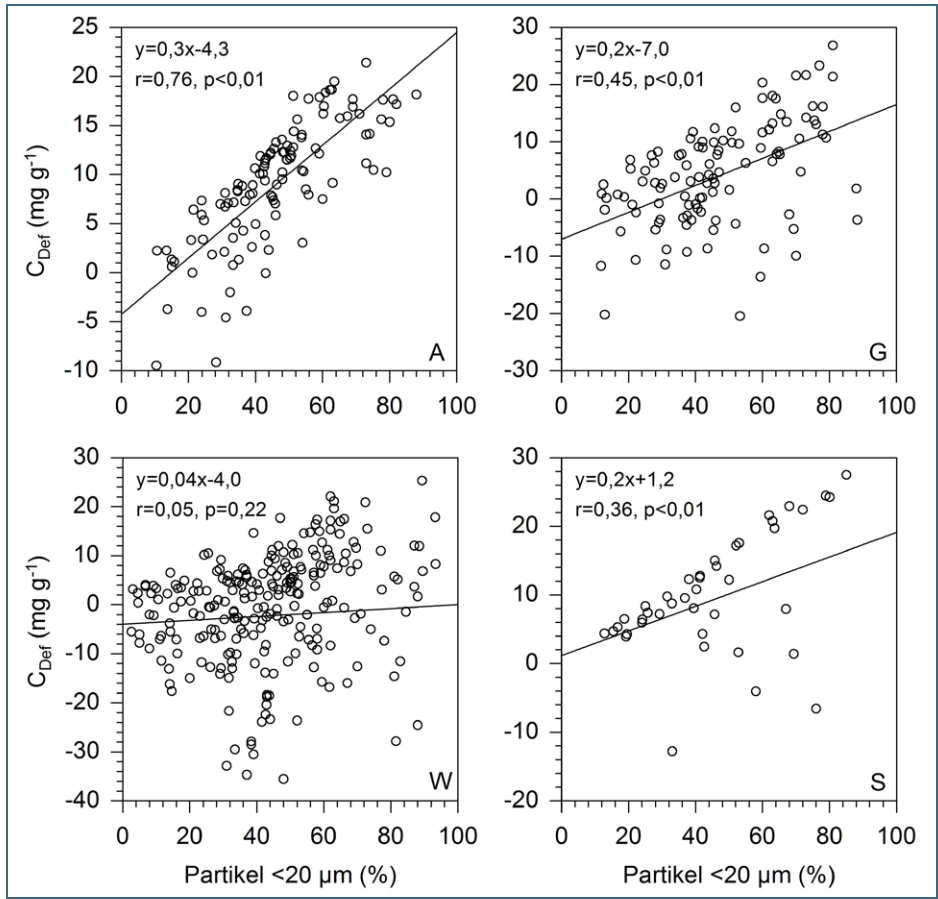 y=0,3x-4,3
r=0,76, p<0,01
C_Def (mg g⁻¹)
25
20
15
10
5
0
-5
-10
A
0 20 40 60 80 100
y=0,2x-7,0
r=0,45, p<0,01
30
20
10
0
-10
-20
-30
G
0 20 40 60 80 100
y=0,04x-4,0
r=0,05, p=0,22
C_Def (mg g⁻¹)
30
20
10
0
-10
-20
-30
-40
W
0 20 40 60 80 100
Partikel <20 µm (%)
y=0,2x+1,2
r=0,36, p<0,01
30
20
10
0
-10
-20
S
0 20 40 60 80 100
Partikel <20 µm (%)